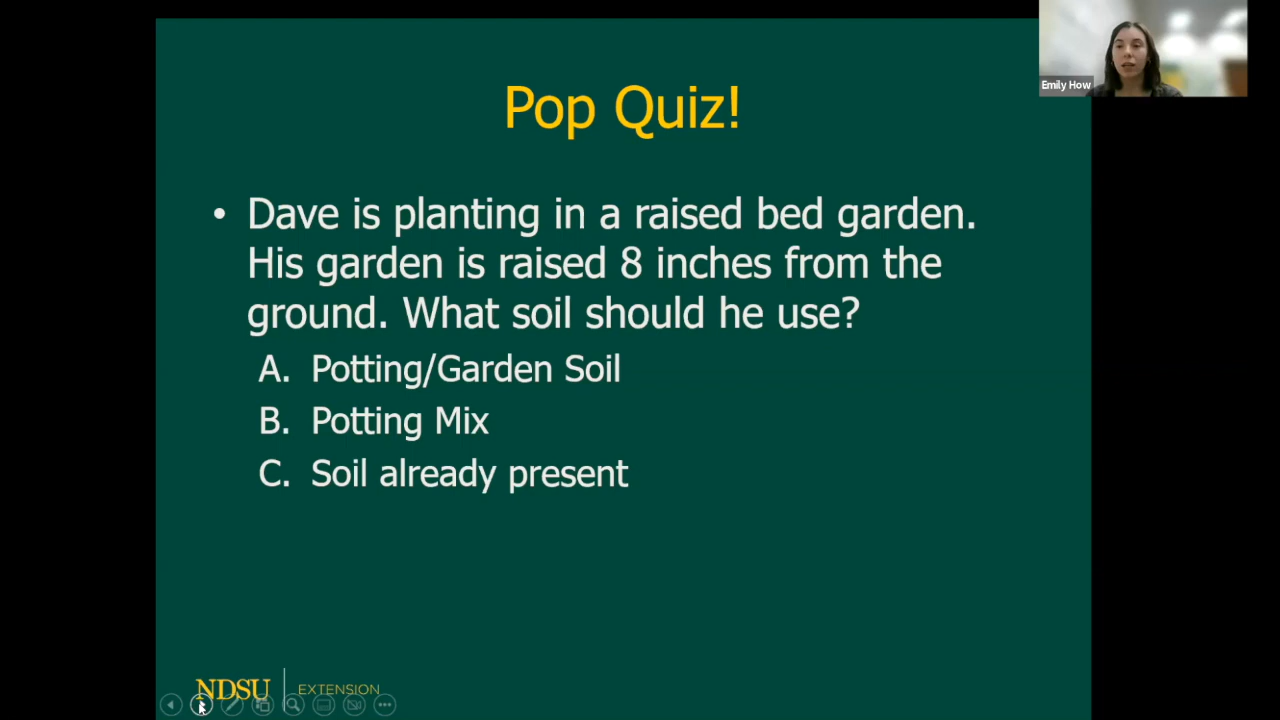 Emily How
Pop Quiz!
• Dave is planting in a raised bed garden.
His garden is raised 8 inches from the
ground. What soil should he use?
A. Potting/Garden Soil
B. Potting Mix
C. Soil already present
NDSU EXTENSION